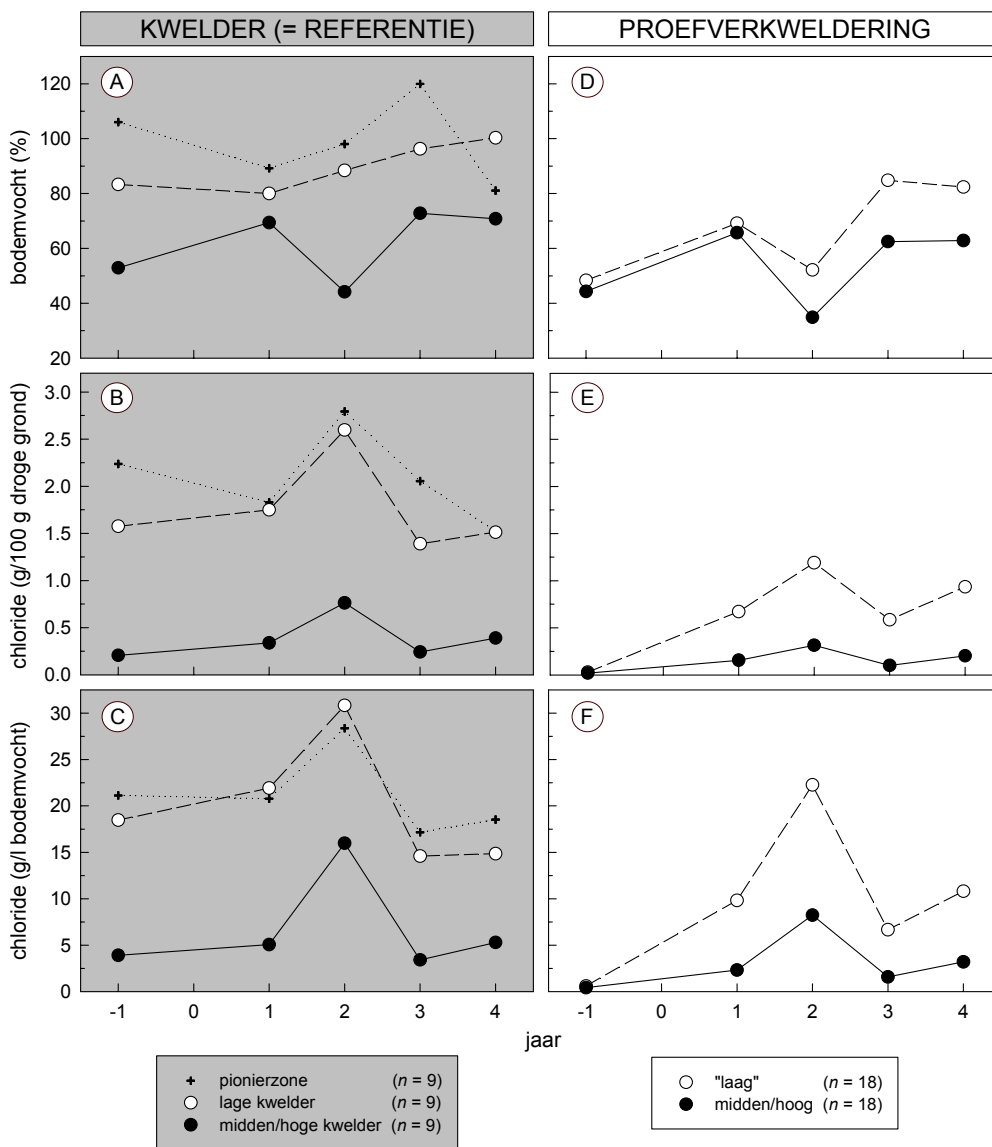 KWELDER (= REFERENTIE)
PROEFVERKWELDERING
A
bodemvocht (%)
120
100
80
60
40
20
D
B
chloride (g/100 g droge grond)
3.0
2.5
2.0
1.5
1.0
0.5
0.0
E
C
chloride (g/l bodemvocht)
30
25
20
15
10
5
0
F
-1 0 1 2 3 4
-1 0 1 2 3 4
jaar
pionierzone (n = 9)
lage kwelder (n = 9)
midden/hoge kwelder (n = 9)
"laag" (n = 18)
midden/hoog (n = 18)